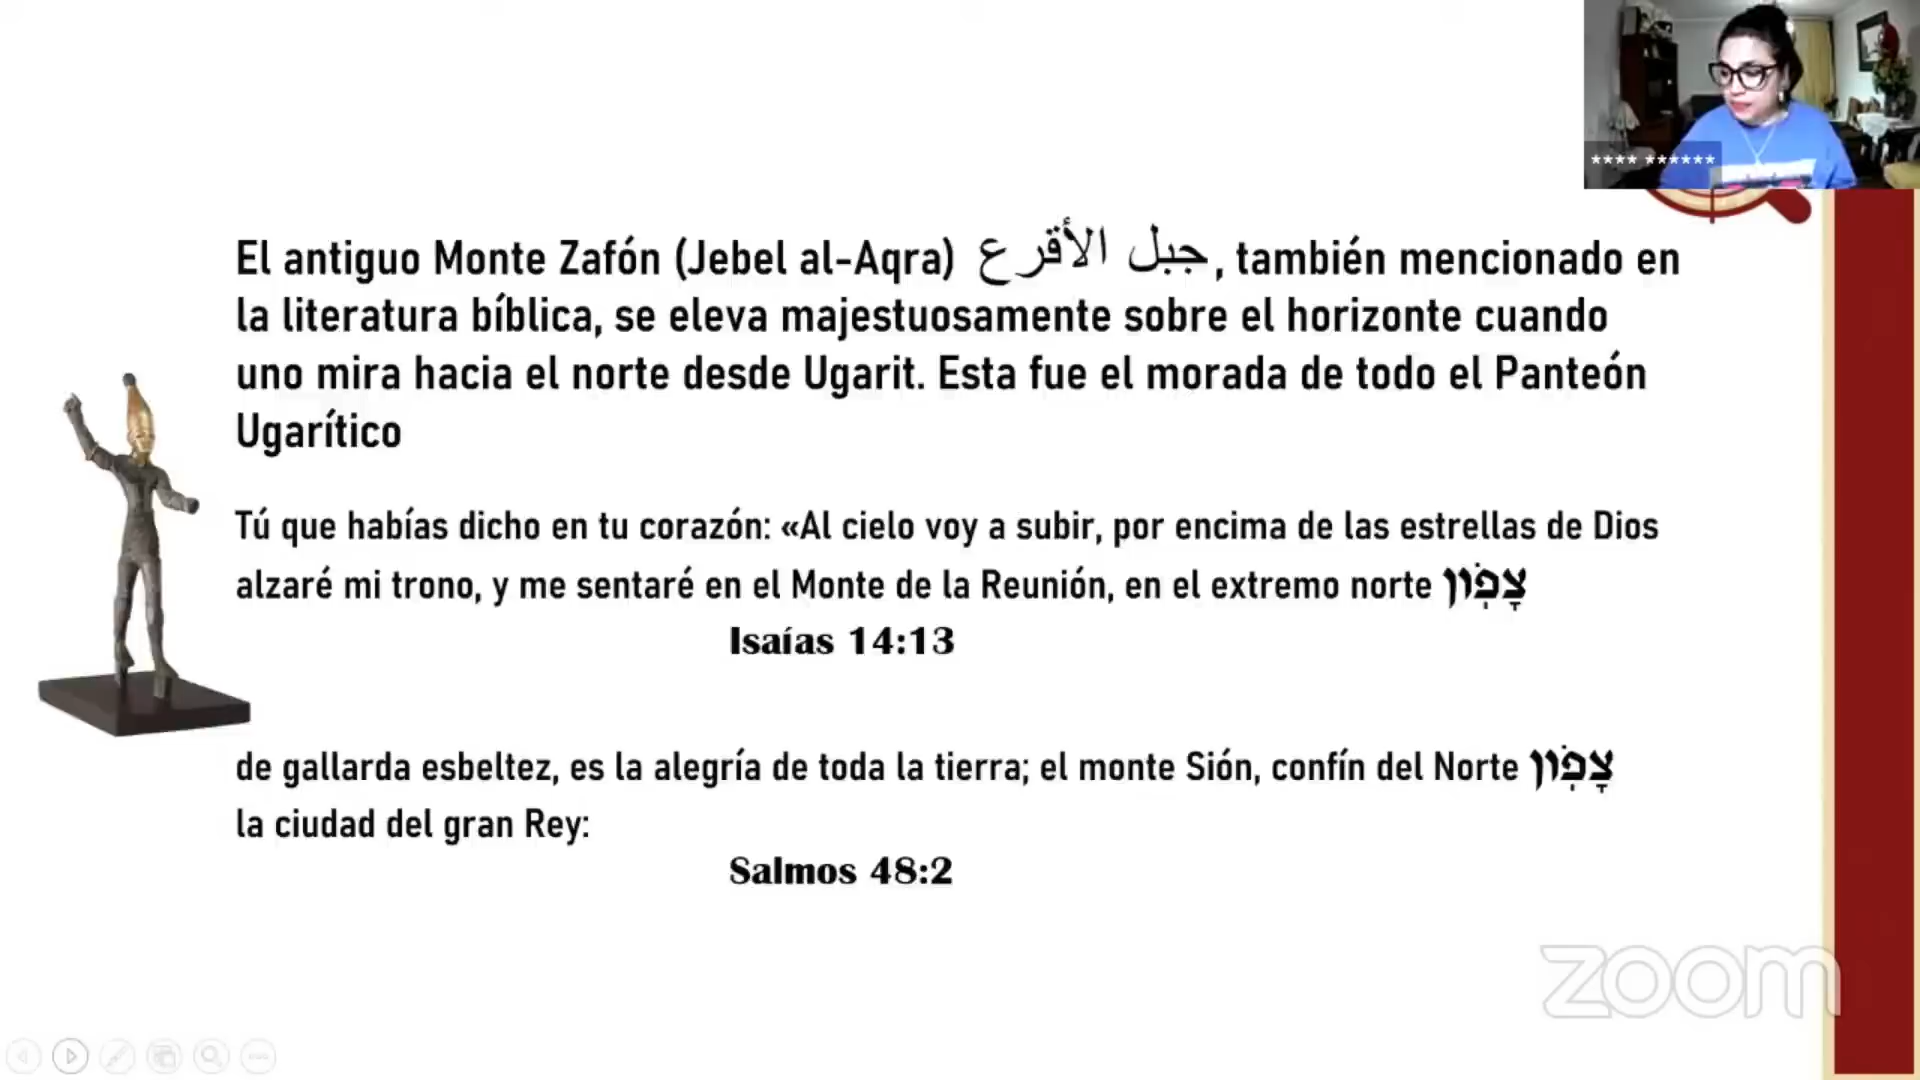 **** ******
El antiguo Monte Zafón (Jebel al-Aqra) جبل الأقرع, también mencionado en
la literatura bíblica, se eleva majestuosamente sobre el horizonte cuando
uno mira hacia el norte desde Ugarit. Esta fue el morada de todo el Panteón
Ugarítico
Tú que habías dicho en tu corazón: «Al cielo voy a subir, por encima de las estrellas de Dios
alzaré mi trono, y me sentaré en el Monte de la Reunión, en el extremo norte צָפֹֽון
Isaías 14:13
de gallarda esbeltez, es la alegría de toda la tierra; el monte Sión, confín del Norte צָפֹ֑ון
la ciudad del gran Rey:
Salmos 48:2
zoom